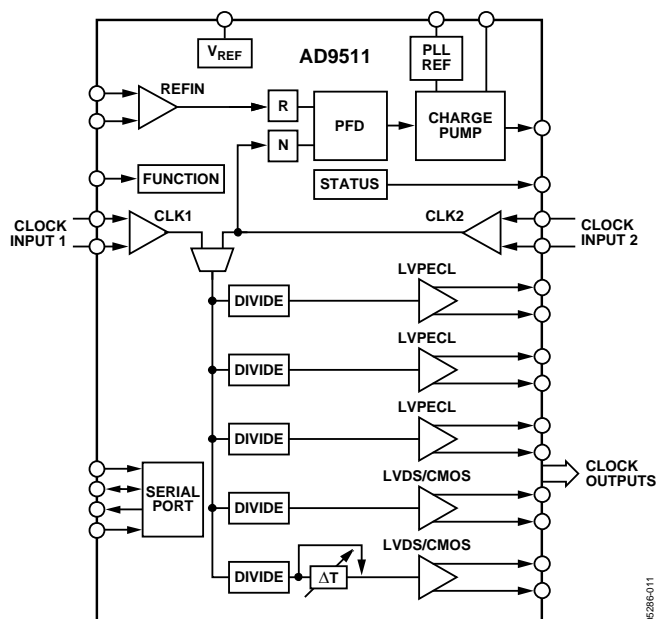 V_REF
AD9511
PLL
REF
REFIN
R
PFD
CHARGE
PUMP
N
FUNCTION
STATUS
CLOCK
INPUT 1
CLK1
CLK2
CLOCK
INPUT 2
LVPECL
DIVIDE
LVPECL
DIVIDE
LVPECL
DIVIDE
SERIAL
PORT
LVDS/CMOS
DIVIDE
CLOCK
OUTPUTS
LVDS/CMOS
DIVIDE
ΔT
05286-011